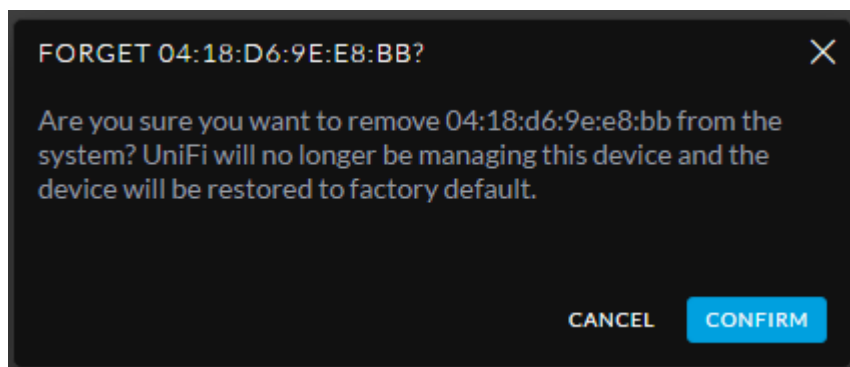 FORGET 04:18:D6:9E:E8:BB?
Are you sure you want to remove 04:18:d6:9e:e8:bb from the
system? UniFi will no longer be managing this device and the
device will be restored to factory default.
CANCEL CONFIRM